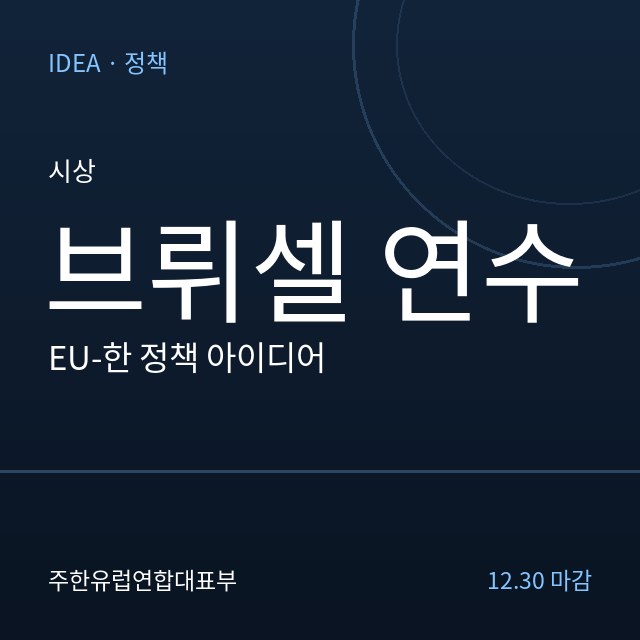 IDEA · 정책
시상
브뤼셀 연수
EU-한 정책 아이디어
주한유럽연합대표부
12.30 마감